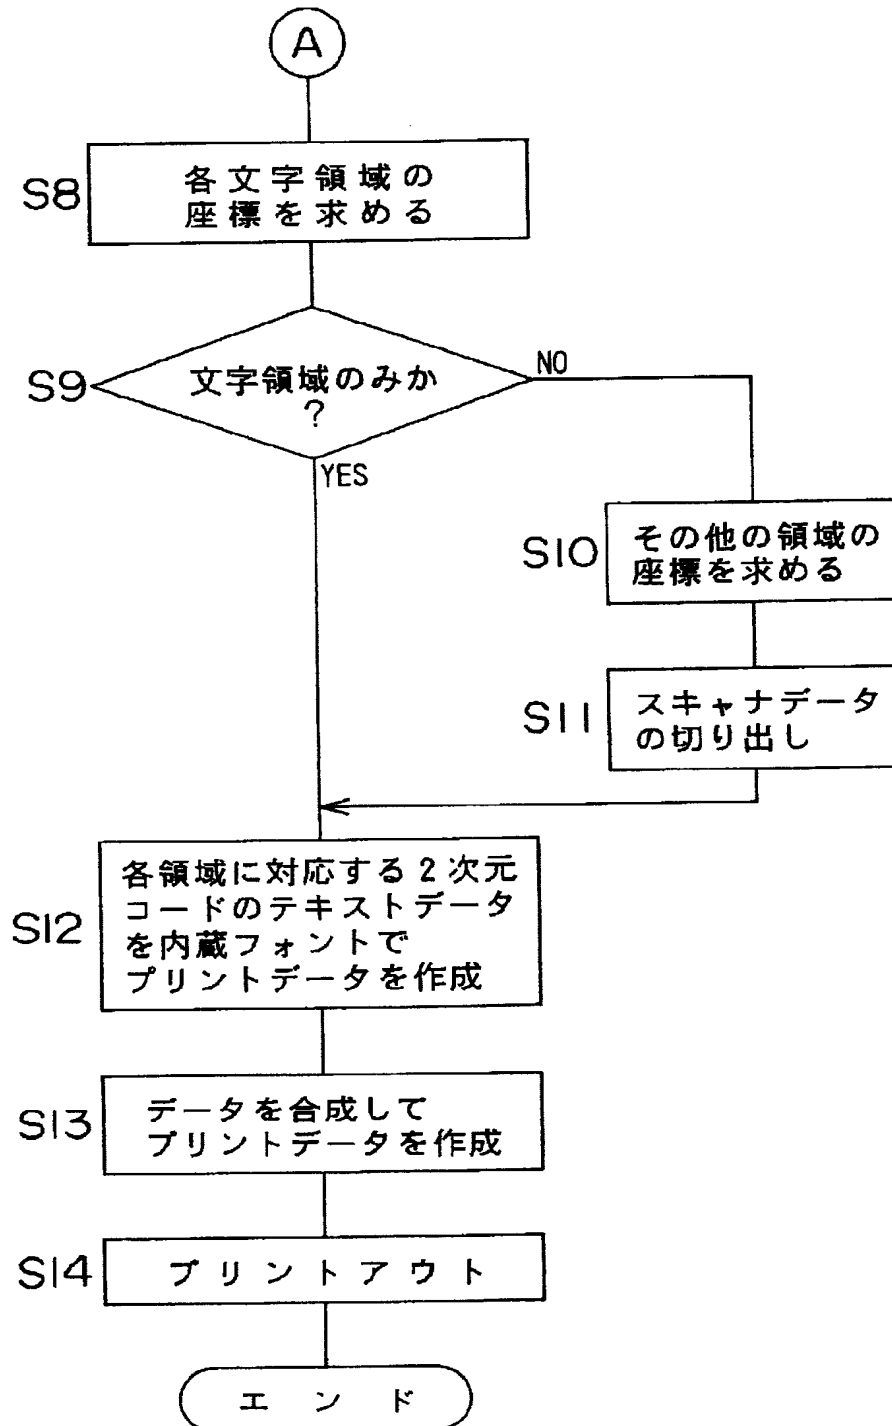 A
S8
各文字領域の
座標を求める
S9
文字領域のみか
?
NO
YES
S10
その他の領域の
座標を求める
S11
スキャナデータ
の切り出し
S12
各領域に対応する2次元
コードのテキストデータ
を内蔵フォントで
プリントデータを作成
S13
データを合成して
プリントデータを作成
S14
プリントアウト
エンド